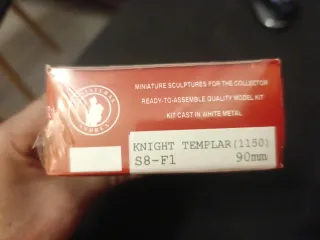 MINIATURE SCULPTURES FOR THE COLLECTOR
READY-TO-ASSEMBLE QUALITY MODEL KIT
KIT CAST IN WHITE METAL
KNIGHT TEMPLAR(1150)
S8-F1 90mm
ANDREA